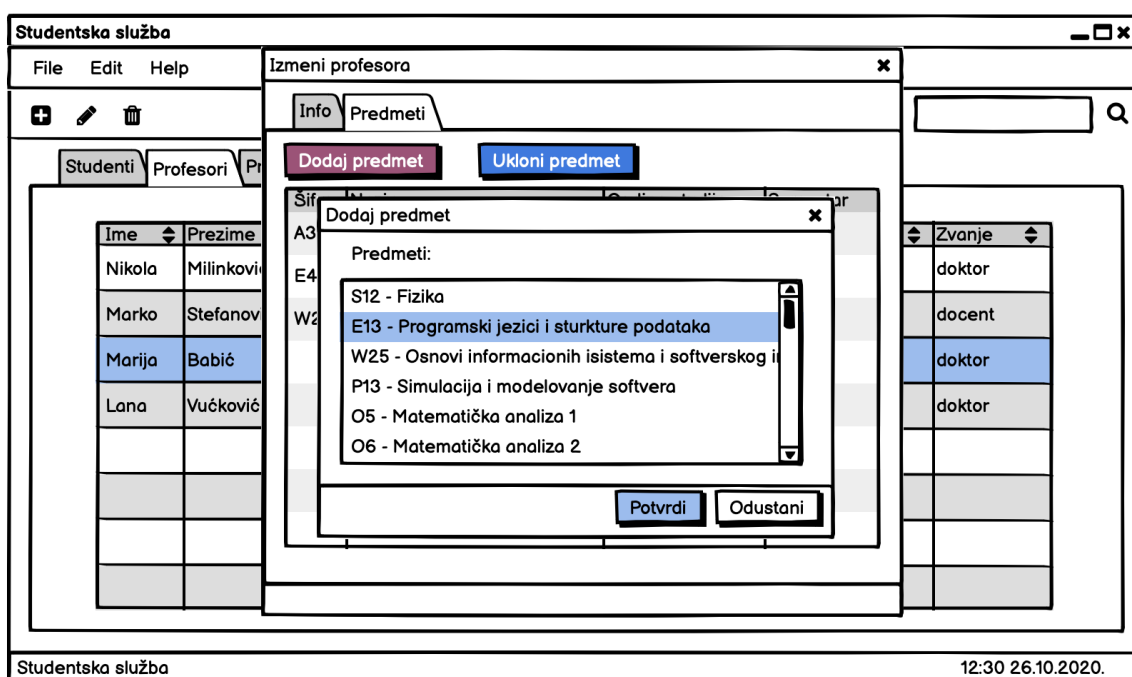 Studentska služba
File Edit Help
Izmeni profesora
Info Predmeti
Studenti Profesori
Dodaj predmet Ukloni predmet
Dodaj predmet
Predmeti:
S12 - Fizika
E13 - Programski jezici i sturkture podataka
W25 - Osnovi informacionih isistema i softverskog
P13 - Simulacija i modelovanje softvera
O5 - Matematička analiza 1
O6 - Matematička analiza 2
Potvrdi Odustani
Ime Prezime Zvanje
Nikola doktor
Marko docent
Marija Babić doktor
Lana Vučković doktor
Studentska služba 12:30 26.10.2020.